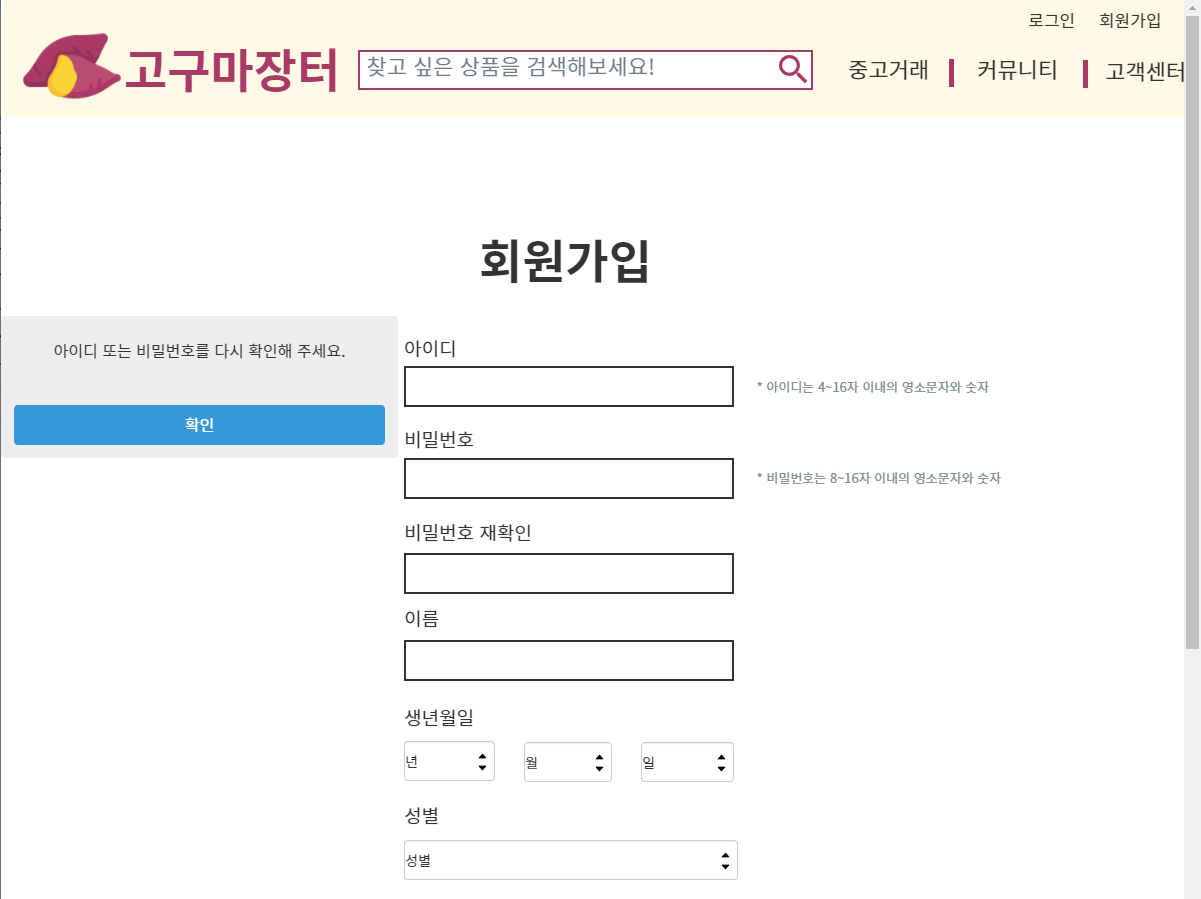 로그인 회원가입
고구마장터
찾고 싶은 상품을 검색해보세요!
중고거래 커뮤니티 고객센터
회원가입
아이디 또는 비밀번호를 다시 확인해 주세요.
확인
아이디
* 아이디는 4~16자 이내의 영소문자와 숫자
비밀번호
* 비밀번호는 8~16자 이내의 영소문자와 숫자
비밀번호 재확인
이름
생년월일
년 월 일
성별
성별